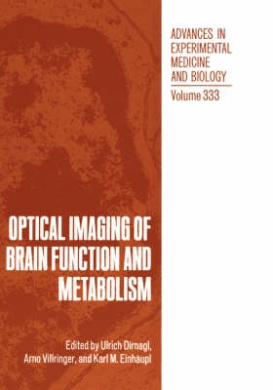 ADVANCES IN
EXPERIMENTAL
MEDICINE
AND BIOLOGY
Volume 333
OPTICAL IMAGING OF
BRAIN FUNCTION AND
METABOLISM
Edited by Ulrich Dirnagl,
Arno Villringer, and Karl M. Einhäupl